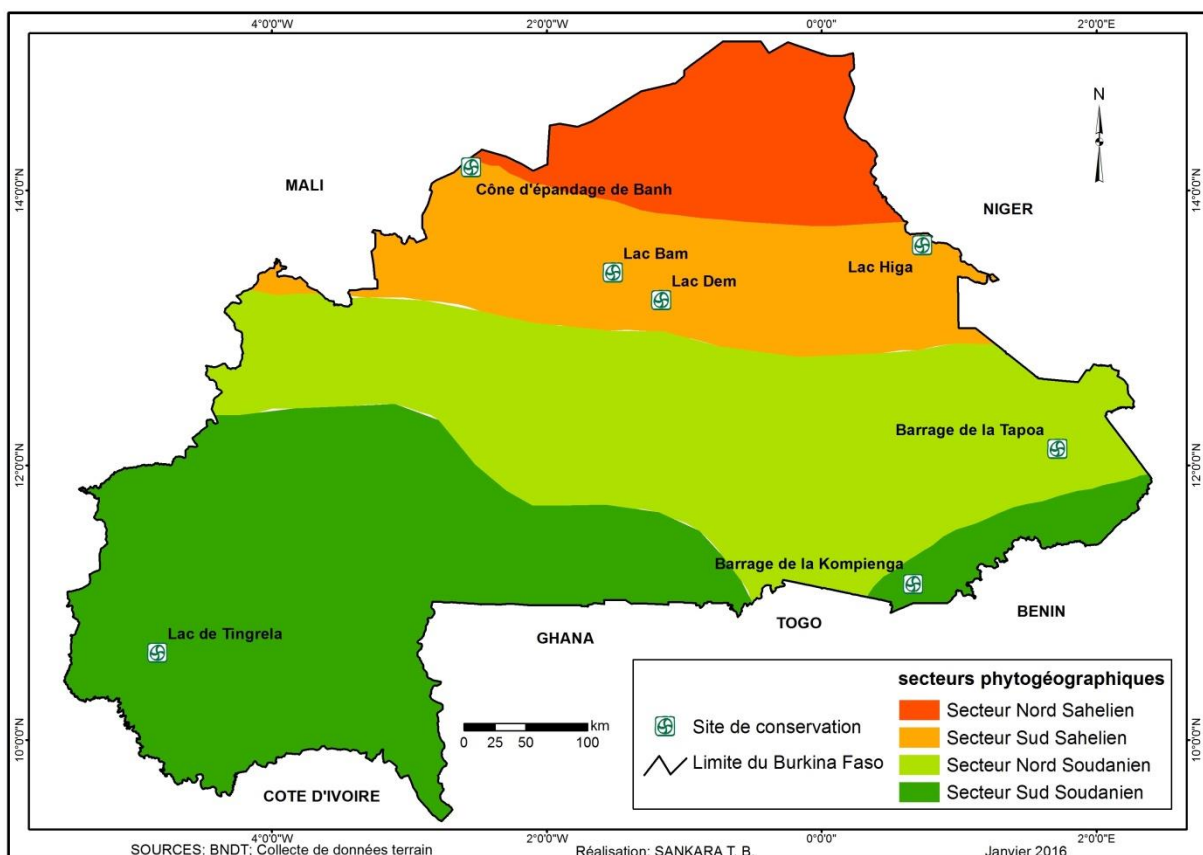 4°0'0"W 2°0'0"W 0°0'0" 2°0'0"E
N
14°0'0"N 14°0'0"N
MALI
Cône d'épandage de Banh
NIGER
Lac Bam
Lac Higa
Lac Dem
Barrage de la Tapoa
12°0'0"N 12°0'0"N
Barrage de la Kompienga
BENIN
TOGO
GHANA
Lac de Tingrela
secteurs phytogéographiques
Secteur Nord Sahelien
Site de conservation
Secteur Sud Sahelien
Limite du Burkina Faso
Secteur Nord Soudanien
Secteur Sud Soudanien
km
0 25 50 100
10°0'0"N 10°0'0"N
COTE D'IVOIRE
4°0'0"W 2°0'0"W 0°0'0" 2°0'0"E
SOURCES: BNDT; Collecte de données terrain Réalisation: SANKARA T. B. Janvier 2016